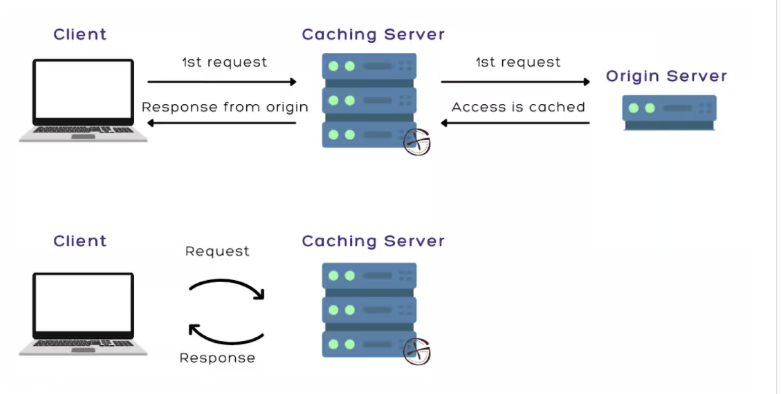 Client
Caching Server
1st request
1st request
Origin Server
Response from origin
Access is cached
Client
Caching Server
Request
Response